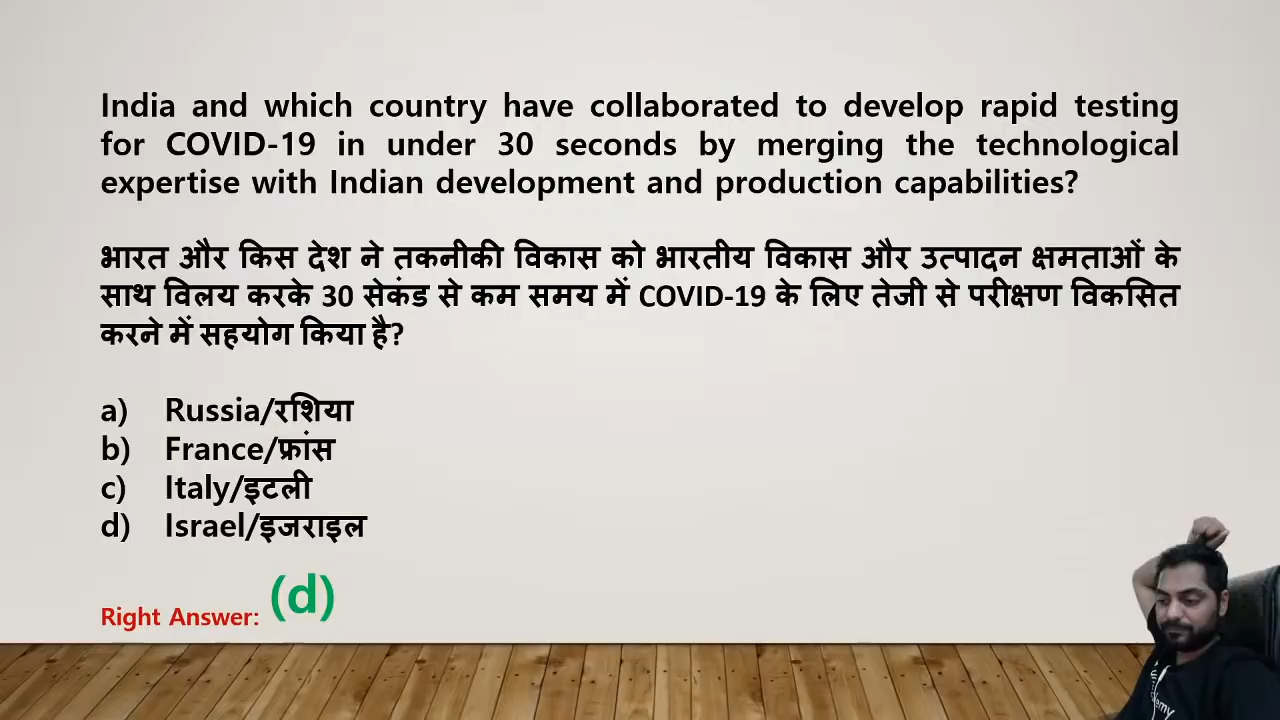 India and which country have collaborated to develop rapid testing
for COVID-19 in under 30 seconds by merging the technological
expertise with Indian development and production capabilities?
भारत और किस देश ने तकनीकी विकास को भारतीय विकास और उत्पादन क्षमताओं के
साथ विलय करके 30 सेकंड से कम समय में COVID-19 के लिए तेजी से परीक्षण विकसित
करने में सहयोग किया है?
a) Russia/रशिया
b) France/फ्रांस
c) Italy/इटली
d) Israel/इजराइल
Right Answer: (d)